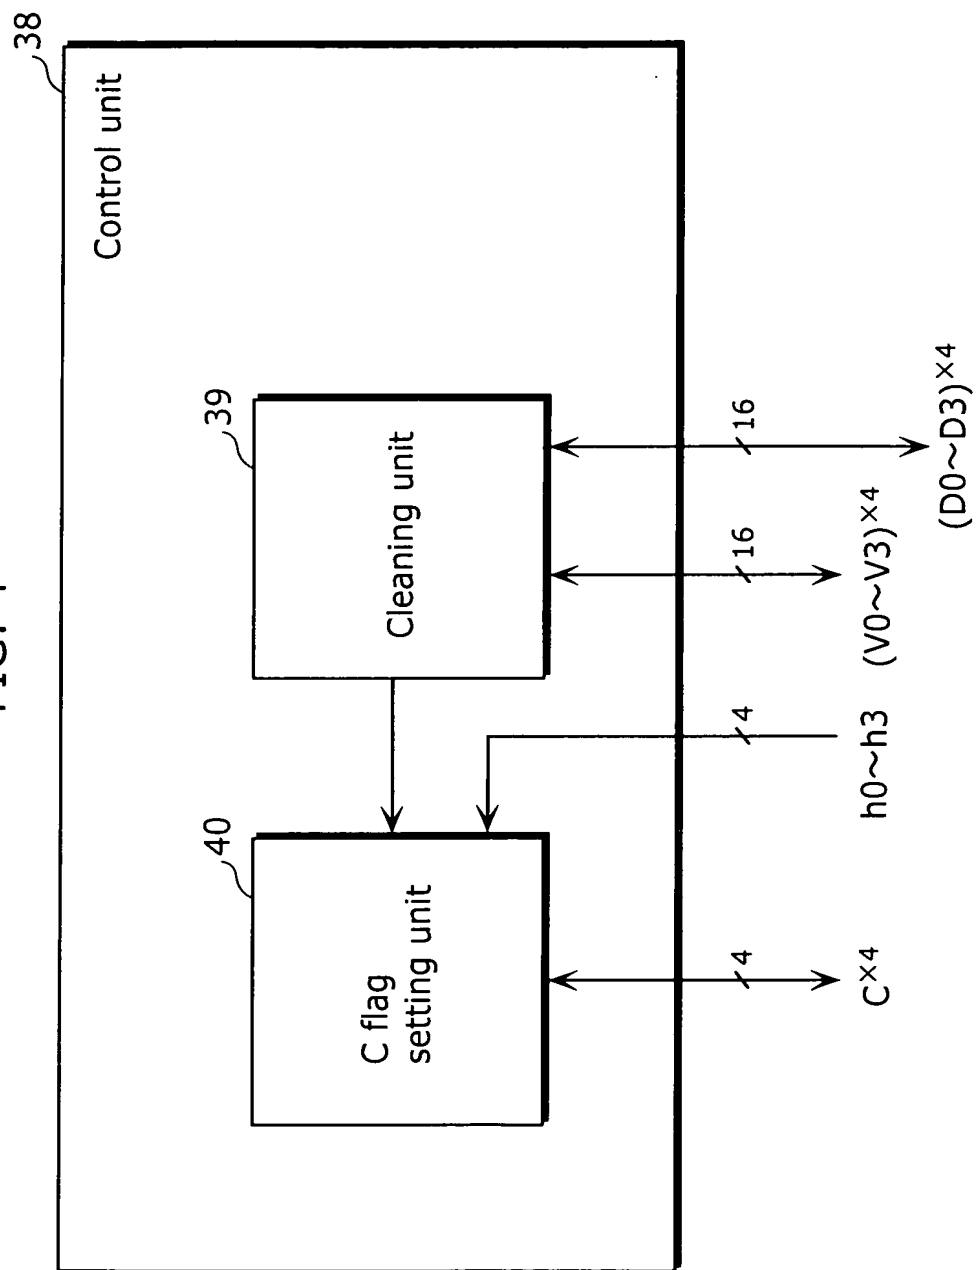 FIG.
38
Control unit
40
39
C flag
setting unit
Cleaning unit
4
4
16
16
C×4
h0~h3
(V0~V3)×4
(D0~D3)×4